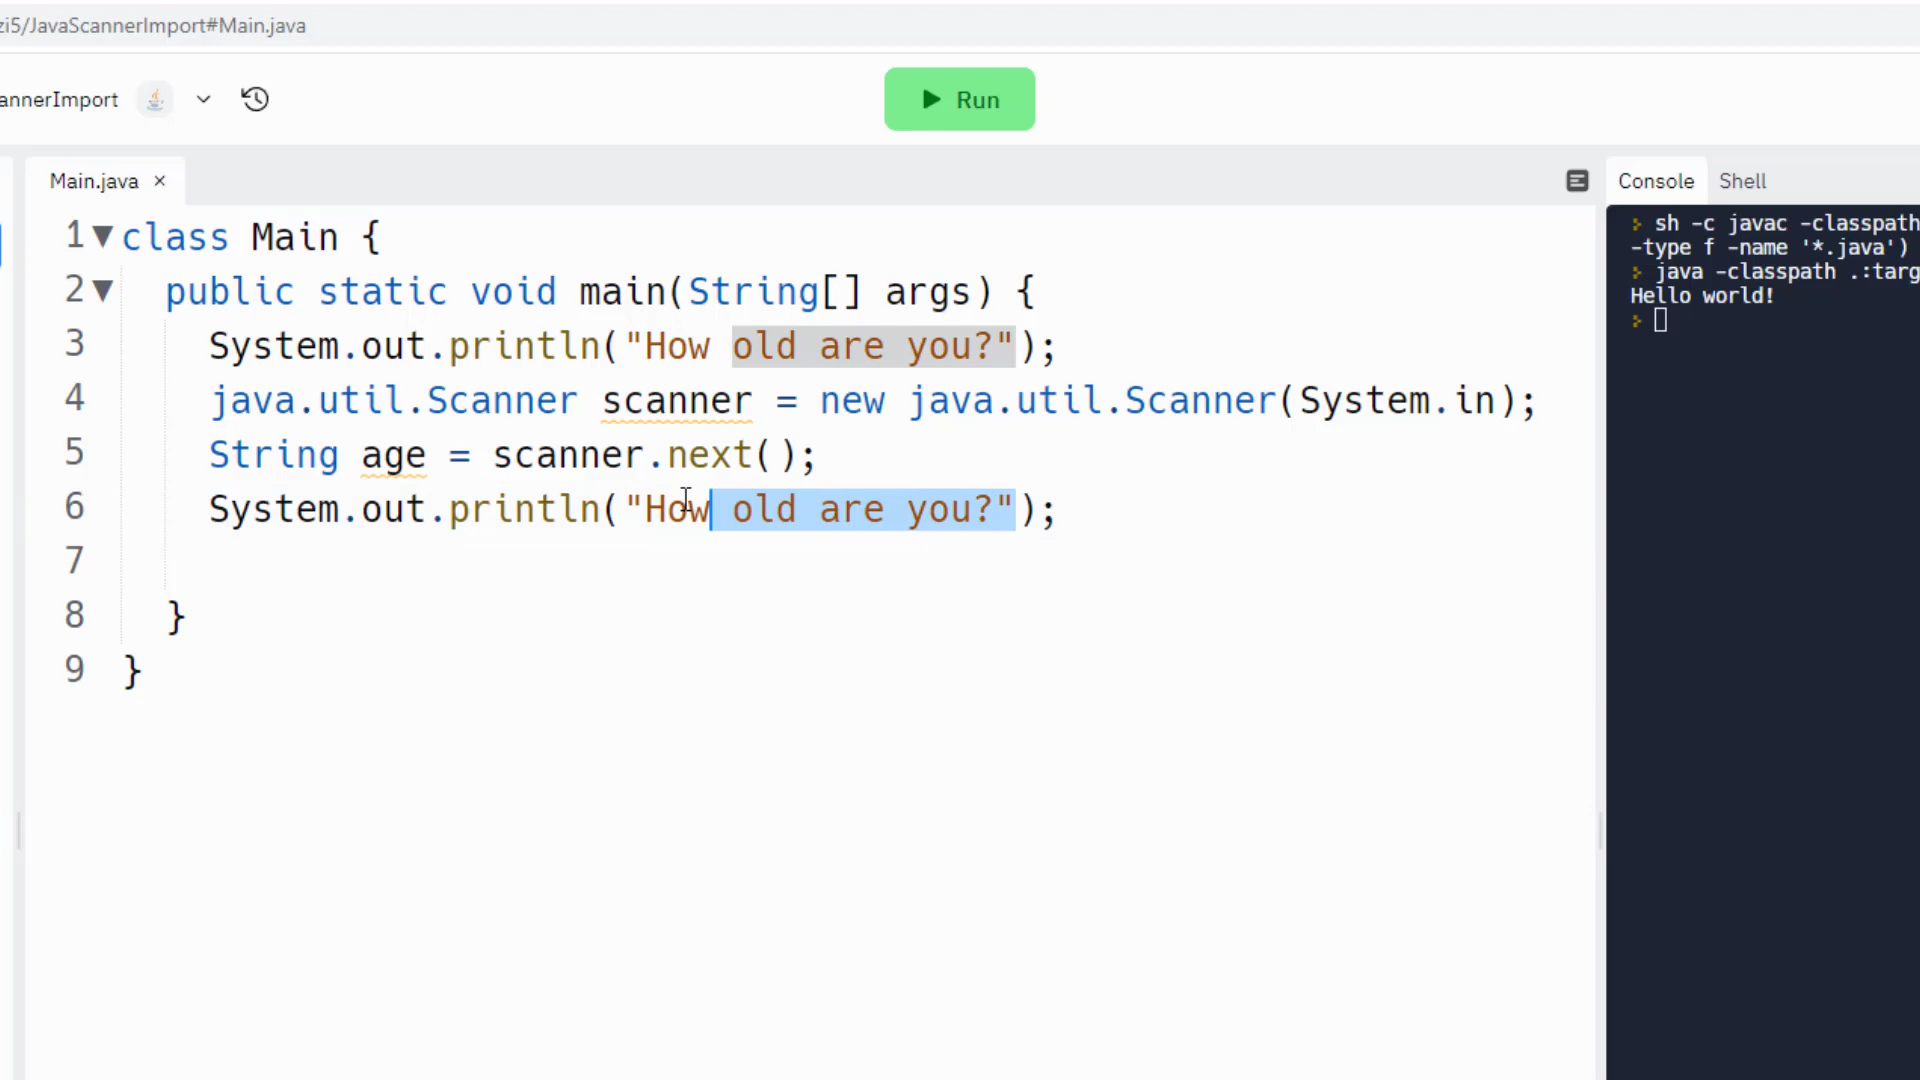 zi5/JavaScannerImport#Main.java
annerImport
Run
Main.java ×
Console Shell
1 class Main {
2 public static void main(String[] args) {
3 System.out.println("How old are you?");
4 java.util.Scanner scanner = new java.util.Scanner(System.in);
5 String age = scanner.next();
6 System.out.println("How old are you?");
7
8 }
9 }
sh -c javac -classpath
-type f -name '*.java')
java -classpath .:targ
Hello world!